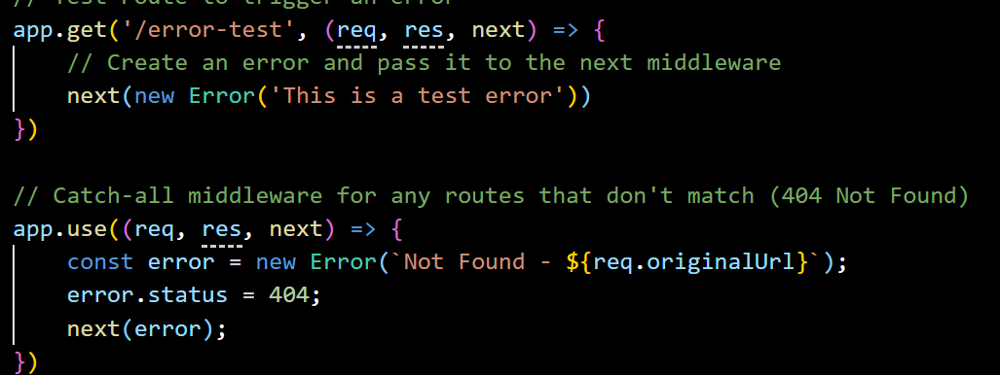 // Test route to trigger an error
app.get('/error-test', (req, res, next) => {
    // Create an error and pass it to the next middleware
    next(new Error('This is a test error'))
})

// Catch-all middleware for any routes that don't match (404 Not Found)
app.use((req, res, next) => {
    const error = new Error(`Not Found - ${req.originalUrl}`);
    error.status = 404;
    next(error);
})